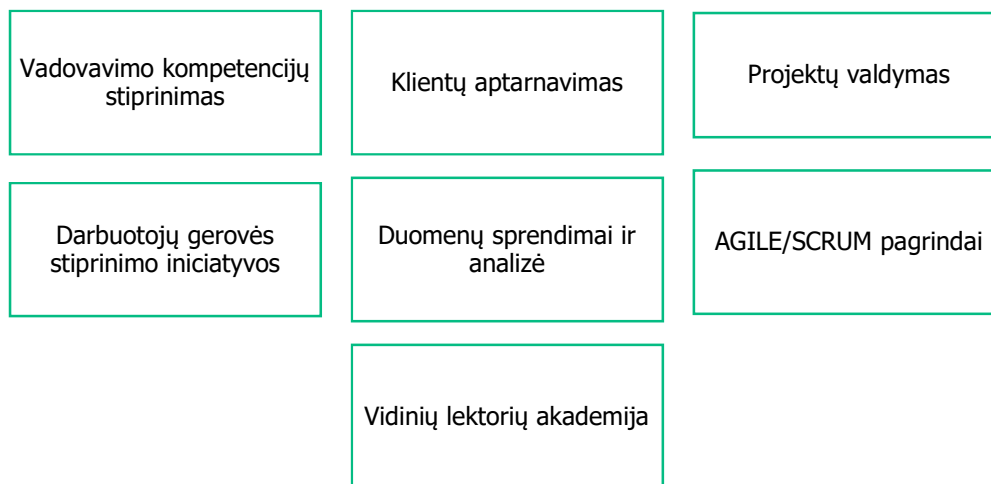 Vadovavimo kompetencijų
stiprinimas
Klientų aptarnavimas
Projektų valdymas
Darbuotojų gerovės
stiprinimo iniciatyvos
Duomenų sprendimai ir
analizė
AGILE/SCRUM pagrindai
Vidinių lektorių akademija